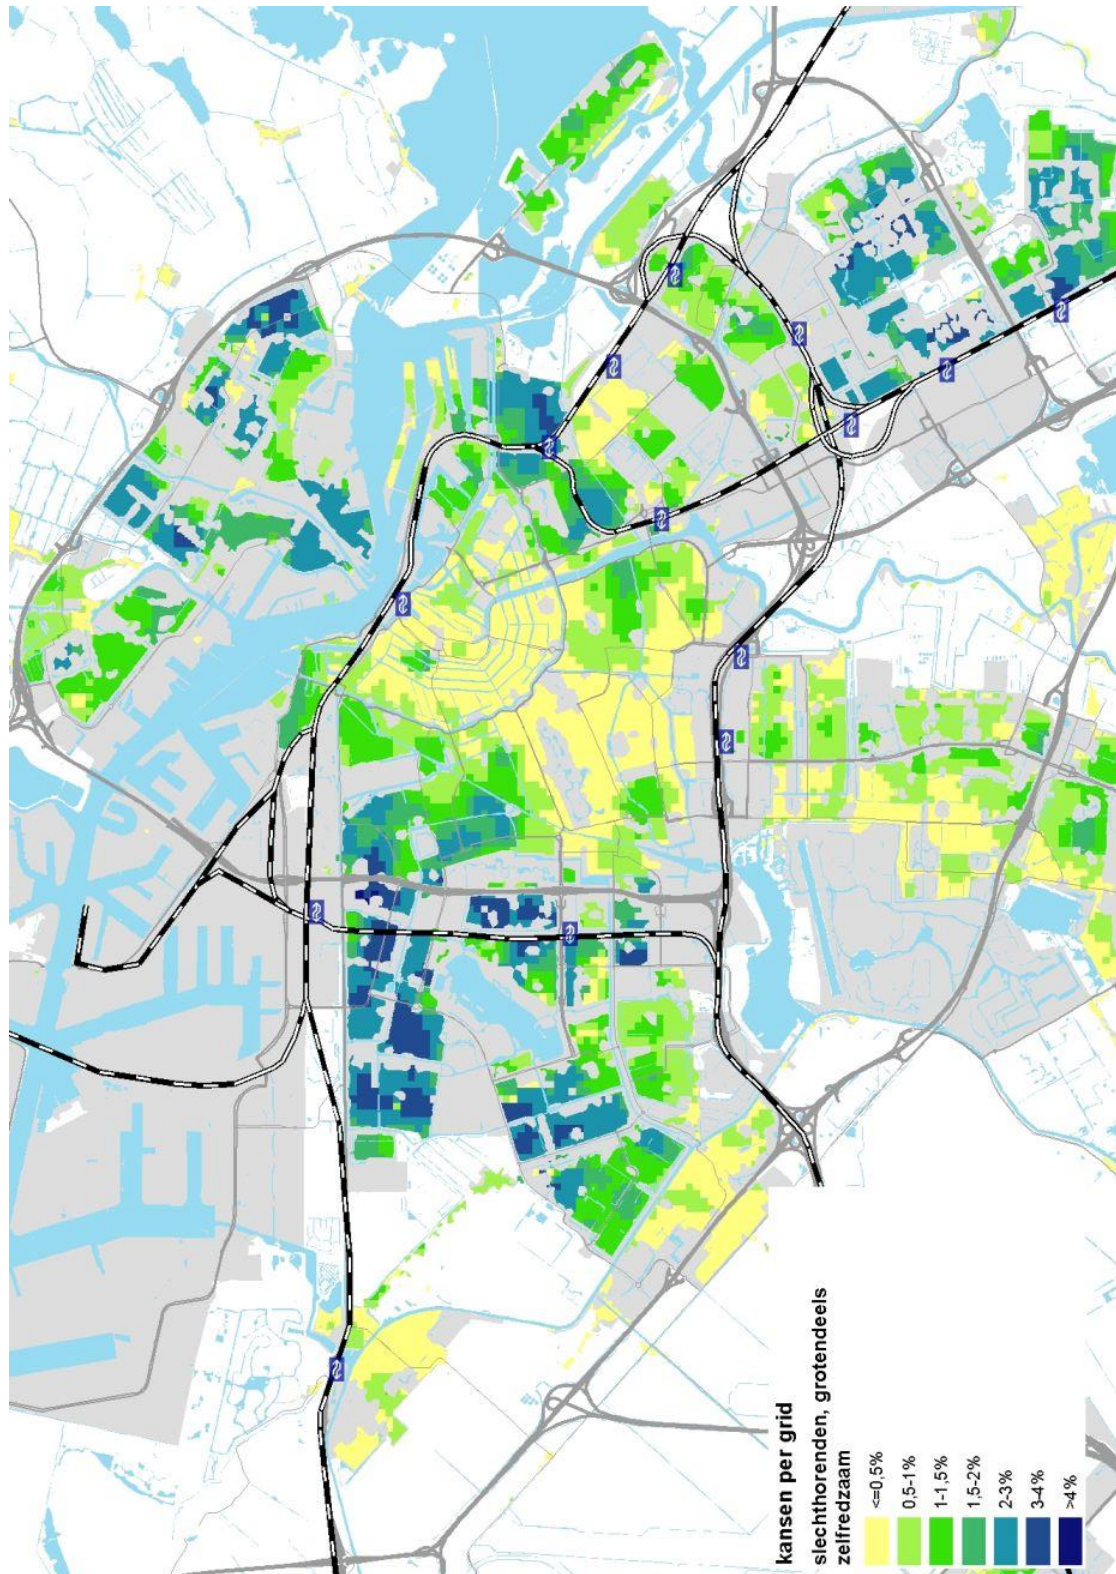 kansen per grid
slechthorenden, grotendeels
zelfredzaam
<=0,5%
0,5-1%
1-1,5%
1,5-2%
2-3%
3-4%
>4%